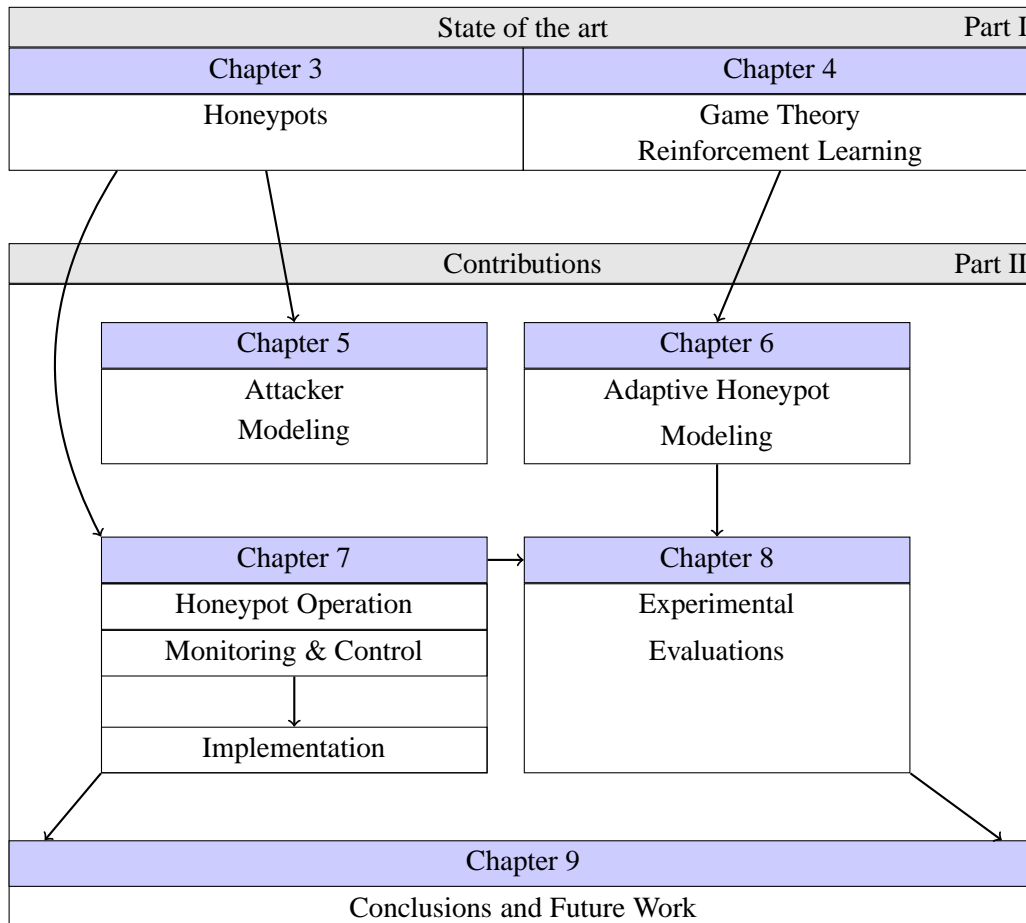 State of the art Part I
Chapter 3
Chapter 4
Honeypots
Game Theory
Reinforcement Learning
Contributions Part II
Chapter 5
Attacker
Modeling
Chapter 6
Adaptive Honeypot
Modeling
Chapter 7
Honeypot Operation
Monitoring & Control
Implementation
Chapter 8
Experimental
Evaluations
Chapter 9
Conclusions and Future Work